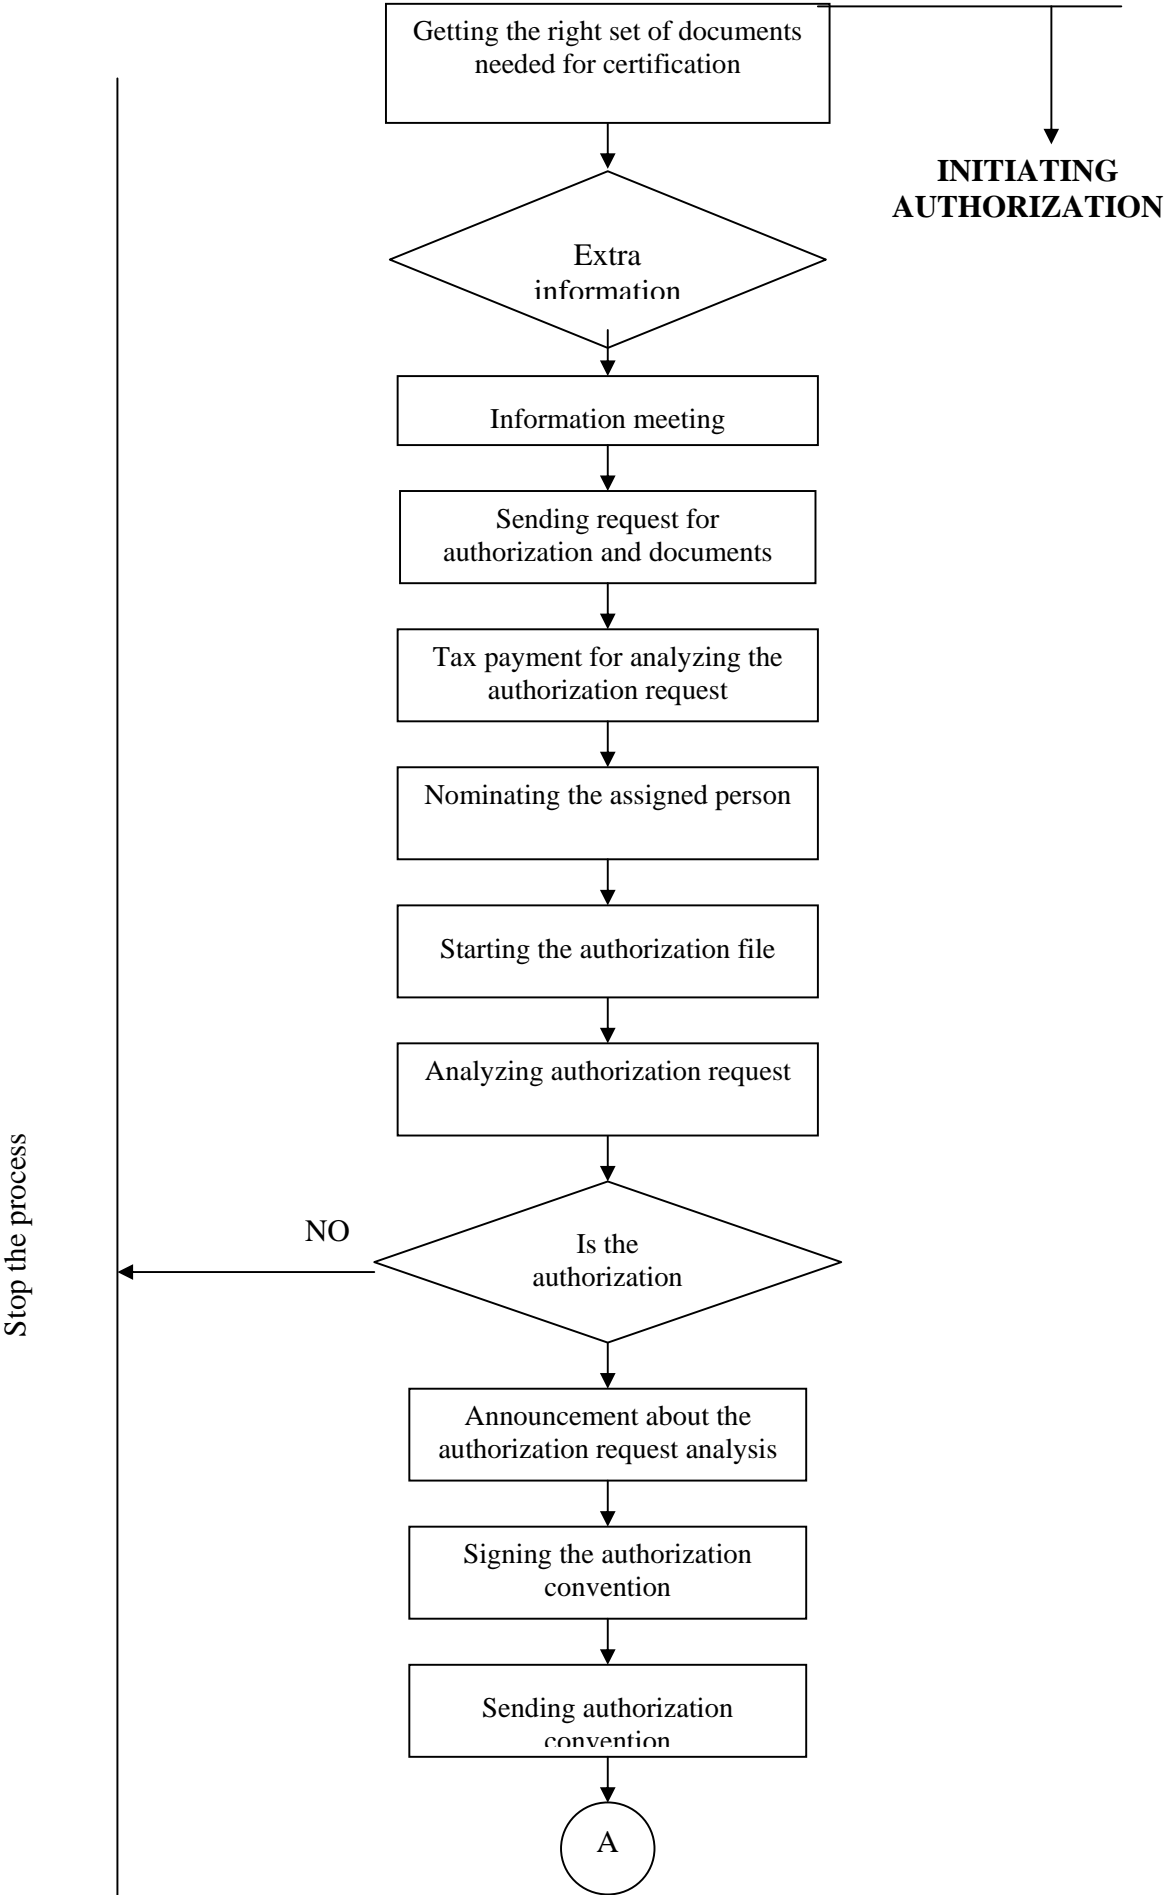 Getting the right set of documents
needed for certification
INITIATING
AUTHORIZATION
Extra
information
Information meeting
Sending request for
authorization and documents
Tax payment for analyzing the
authorization request
Nominating the assigned person
Starting the authorization file
Analyzing authorization request
Stop the process
NO
Is the
authorization
Announcement about the
authorization request analysis
Signing the authorization
convention
Sending authorization
convention
A